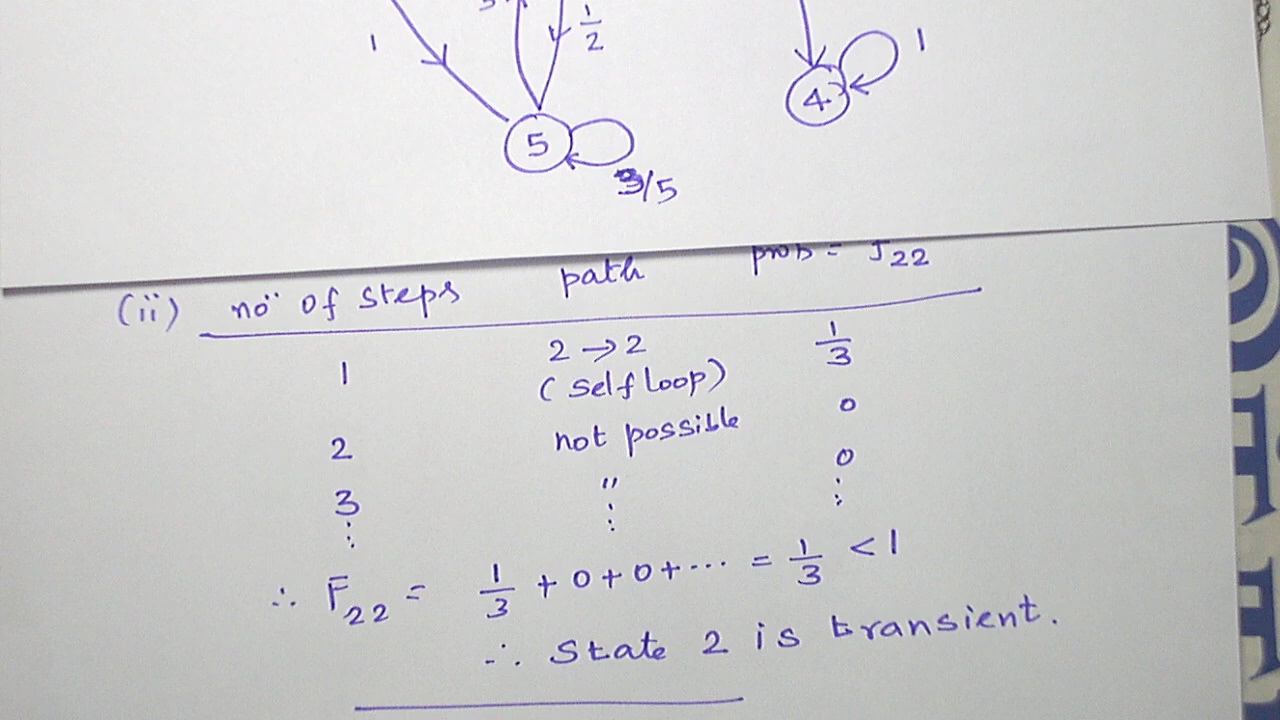 1
1/2
1
4
5
3/5
(ii) no of steps path prob = f22
1 2 → 2 1/3
(self loop)
2 not possible 0
3 " 0
⋮ ⋮ ⋮
∴ F22 = 1/3 + 0 + 0 + ... = 1/3 < 1
∴ State 2 is transient.